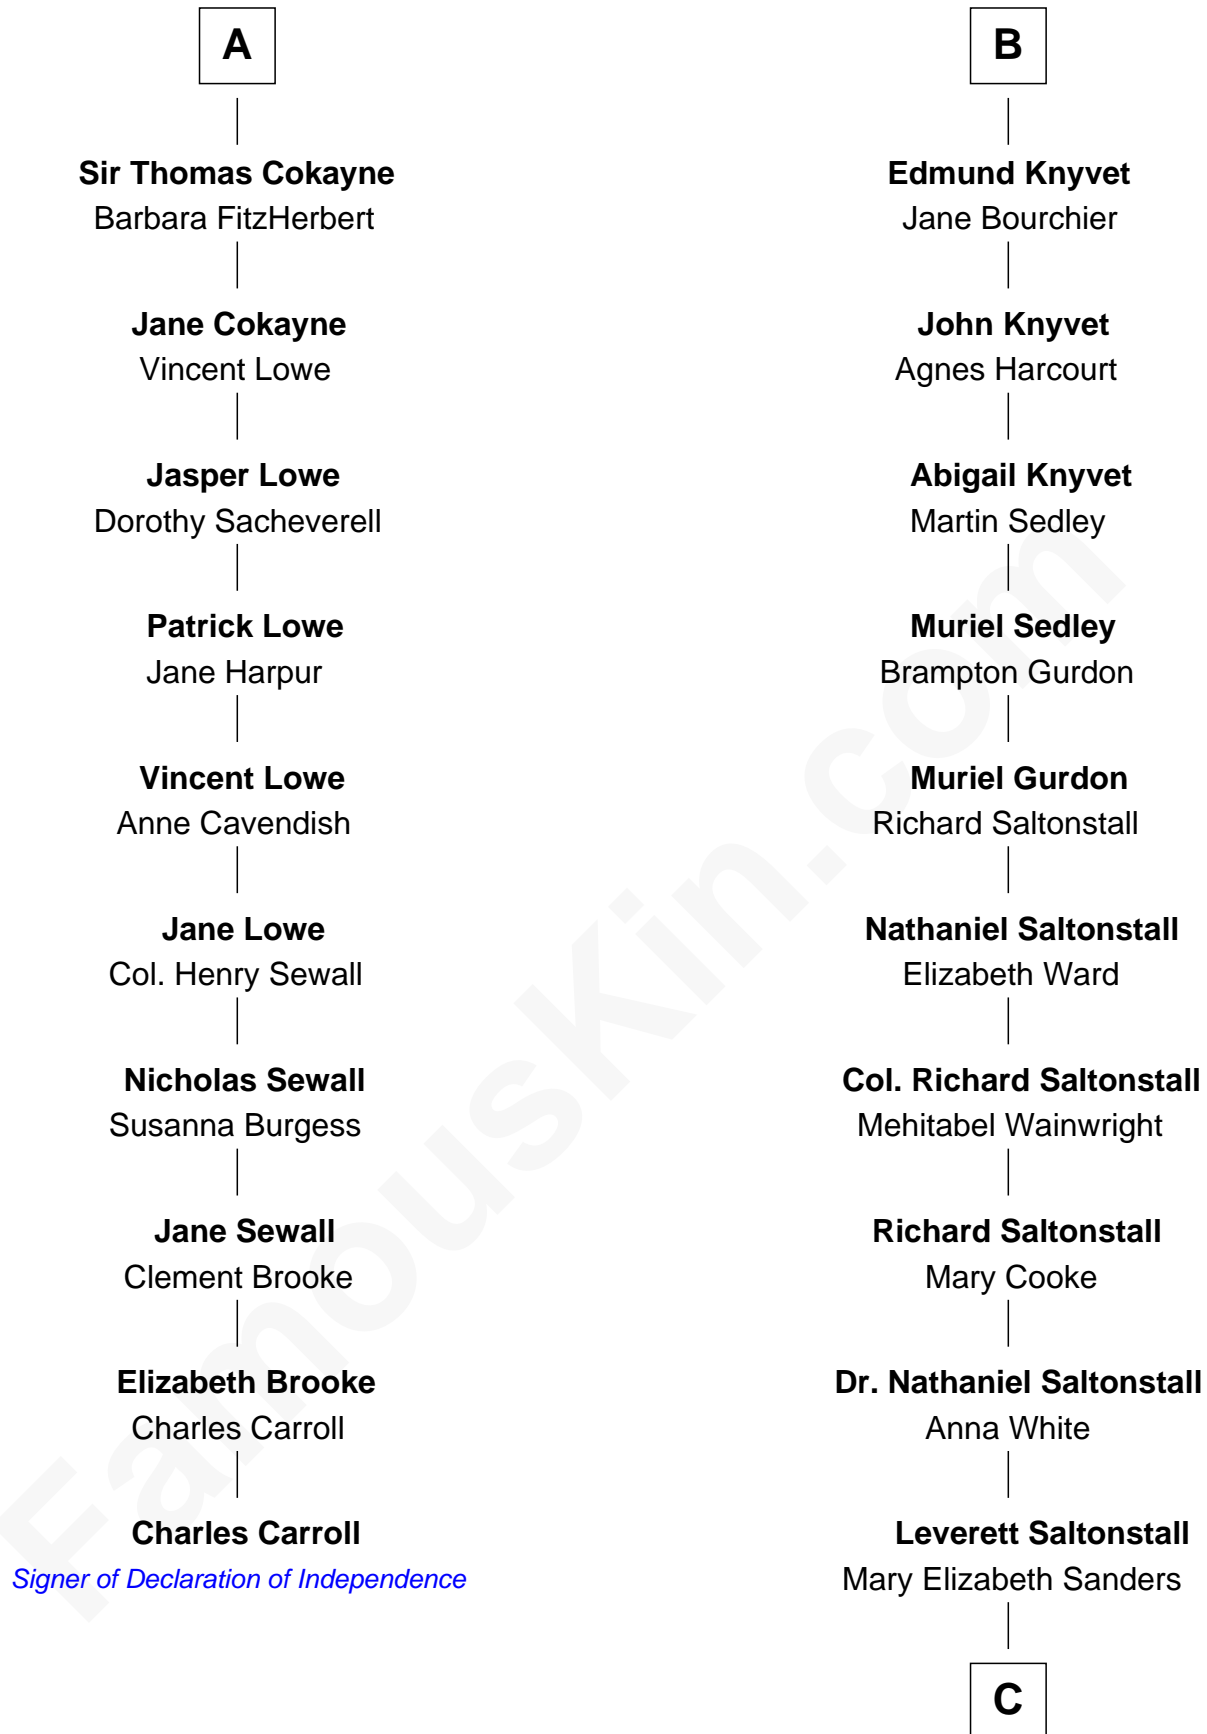 A
Sir Thomas Cokayne
Barbara FitzHerbert
Jane Cokayne
Vincent Lowe
Jasper Lowe
Dorothy Sacheverell
Patrick Lowe
Jane Harpur
Vincent Lowe
Anne Cavendish
Jane Lowe
Col. Henry Sewall
Nicholas Sewall
Susanna Burgess
Jane Sewall
Clement Brooke
Elizabeth Brooke
Charles Carroll
Charles Carroll
Signer of Declaration of Independence
B
Edmund Knyvet
Jane Bourchier
John Knyvet
Agnes Harcourt
Abigail Knyvet
Martin Sedley
Muriel Sedley
Brampton Gurdon
Muriel Gurdon
Richard Saltonstall
Nathaniel Saltonstall
Elizabeth Ward
Col. Richard Saltonstall
Mehitabel Wainwright
Richard Saltonstall
Mary Cooke
Dr. Nathaniel Saltonstall
Anna White
Leverett Saltonstall
Mary Elizabeth Sanders
C
FamousKin.com